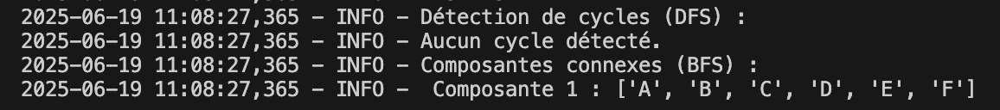 2025-06-19 11:08:27,365 - INFO - Détection de cycles (DFS) :
2025-06-19 11:08:27,365 - INFO - Aucun cycle détecté.
2025-06-19 11:08:27,365 - INFO - Composantes connexes (BFS) :
2025-06-19 11:08:27,365 - INFO -  Composante 1 : ['A', 'B', 'C', 'D', 'E', 'F']